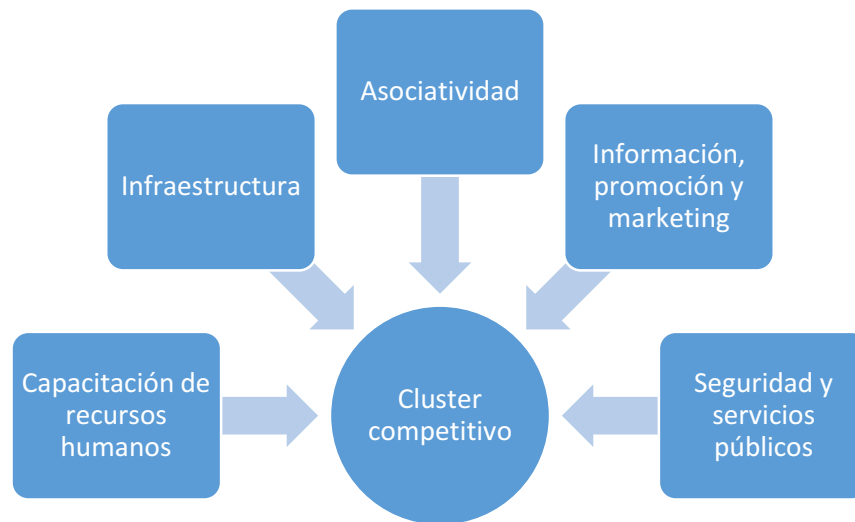 Asociatividad
Infraestructura
Información,
promoción y
marketing
Capacitación de
recursos
humanos
Cluster
competitivo
Seguridad y
servicios
públicos